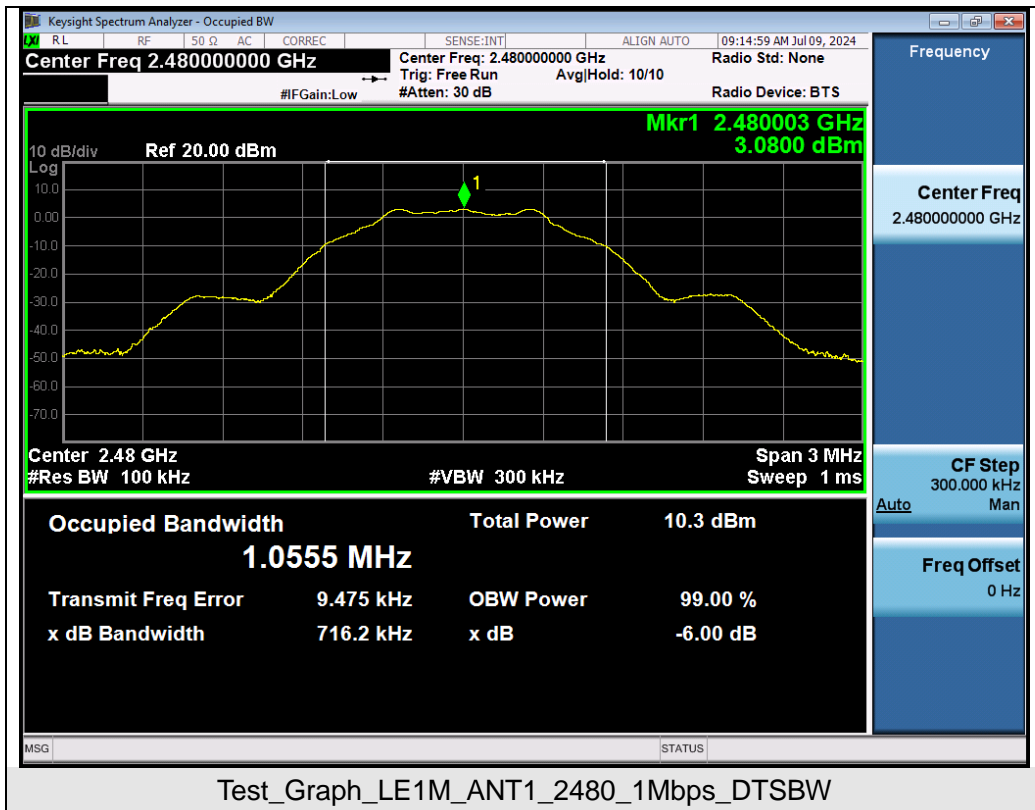 Keysight Spectrum Analyzer - Occupied BW
LXI RL RF 50 Ω AC CORREC SENSE:INT ALIGN AUTO 09:14:59 AM Jul 09, 2024
Center Freq 2.480000000 GHz
#IFGain:Low
Center Freq: 2.480000000 GHz
Trig: Free Run Avg|Hold: 10/10
#Atten: 30 dB
Radio Std: None
Radio Device: BTS
Mkr1 2.480003 GHz
3.0800 dBm
10 dB/div Ref 20.00 dBm
Log
10.0
0.00
-10.0
-20.0
-30.0
-40.0
-50.0
-60.0
-70.0
1
Center 2.48 GHz Span 3 MHz
#Res BW 100 kHz #VBW 300 kHz Sweep 1 ms
Occupied Bandwidth Total Power 10.3 dBm
1.0555 MHz
Transmit Freq Error 9.475 kHz OBW Power 99.00 %
x dB Bandwidth 716.2 kHz x dB -6.00 dB
Frequency
Center Freq
2.480000000 GHz
CF Step
300.000 kHz
Auto Man
Freq Offset
0 Hz
MSG STATUS
Test_Graph_LE1M_ANT1_2480_1Mbps_DTSBW